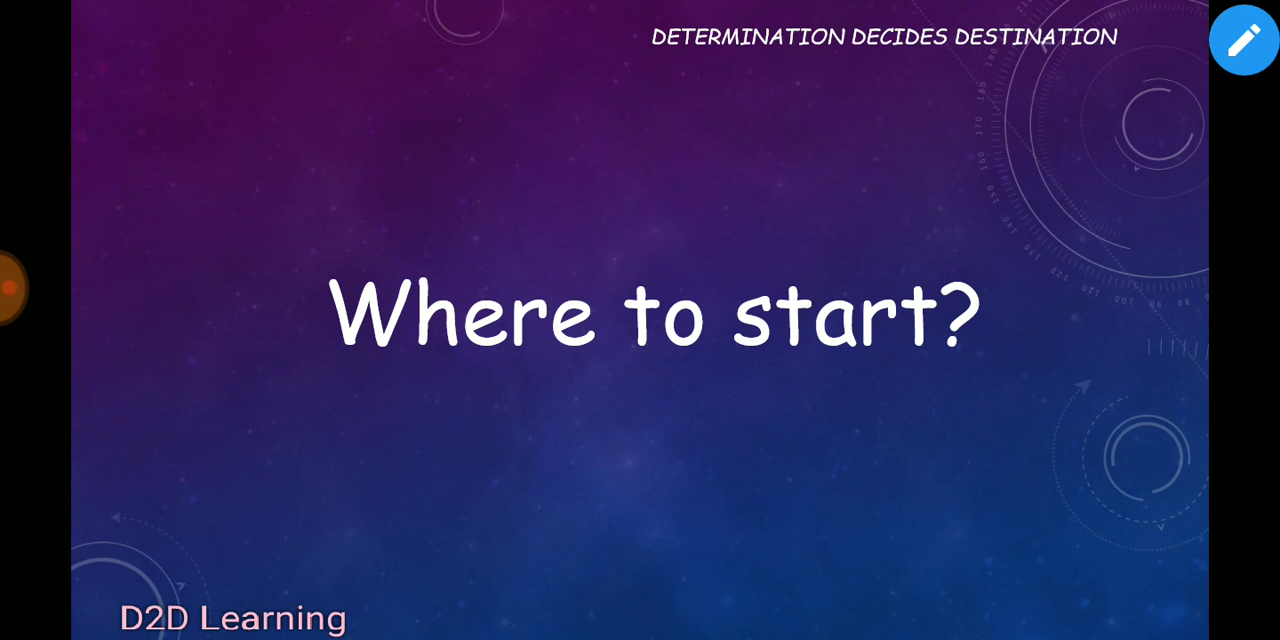 DETERMINATION DECIDES DESTINATION
Where to start?
D2D Learning